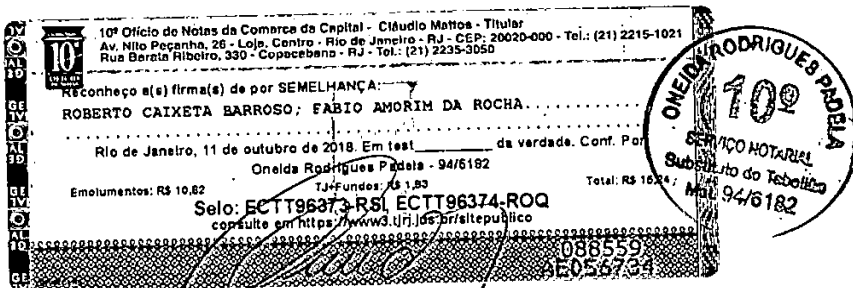 10º Ofício de Notas da Comarca da Capital - Cláudio Mattos - Titular
Av. Nilo Peçanha, 26 - Loja, Centro - Rio de Janeiro - RJ - CEP: 20020-000 - Tel.: (21) 2215-1021
Rua Barata Ribeiro, 330 - Copacabana - RJ - Tel.: (21) 2235-3050
10º
Reconheço a(s) firma(s) de por SEMELHANÇA:
ROBERTO CAIXETA BARROSO; FABIO AMORIM DA ROCHA
Rio de Janeiro, 11 de outubro de 2018. Em test________ da verdade. Conf. Por
Oneida Rodrigues Padela - 94/6182
Emolumentos: R$ 10,82 TJ+Fundos: R$ 1,83 Total: R$ 16,24
Selo: ECTT96373-RSI, ECTT96374-ROQ
consulte em https://www3.tjrj.jus.br/sitepublico
088559
AE056734
ONEIDA RODRIGUES PADELA
10º
SERVIÇO NOTARIAL
Substituto do Tabelião
Mat. 94/6182